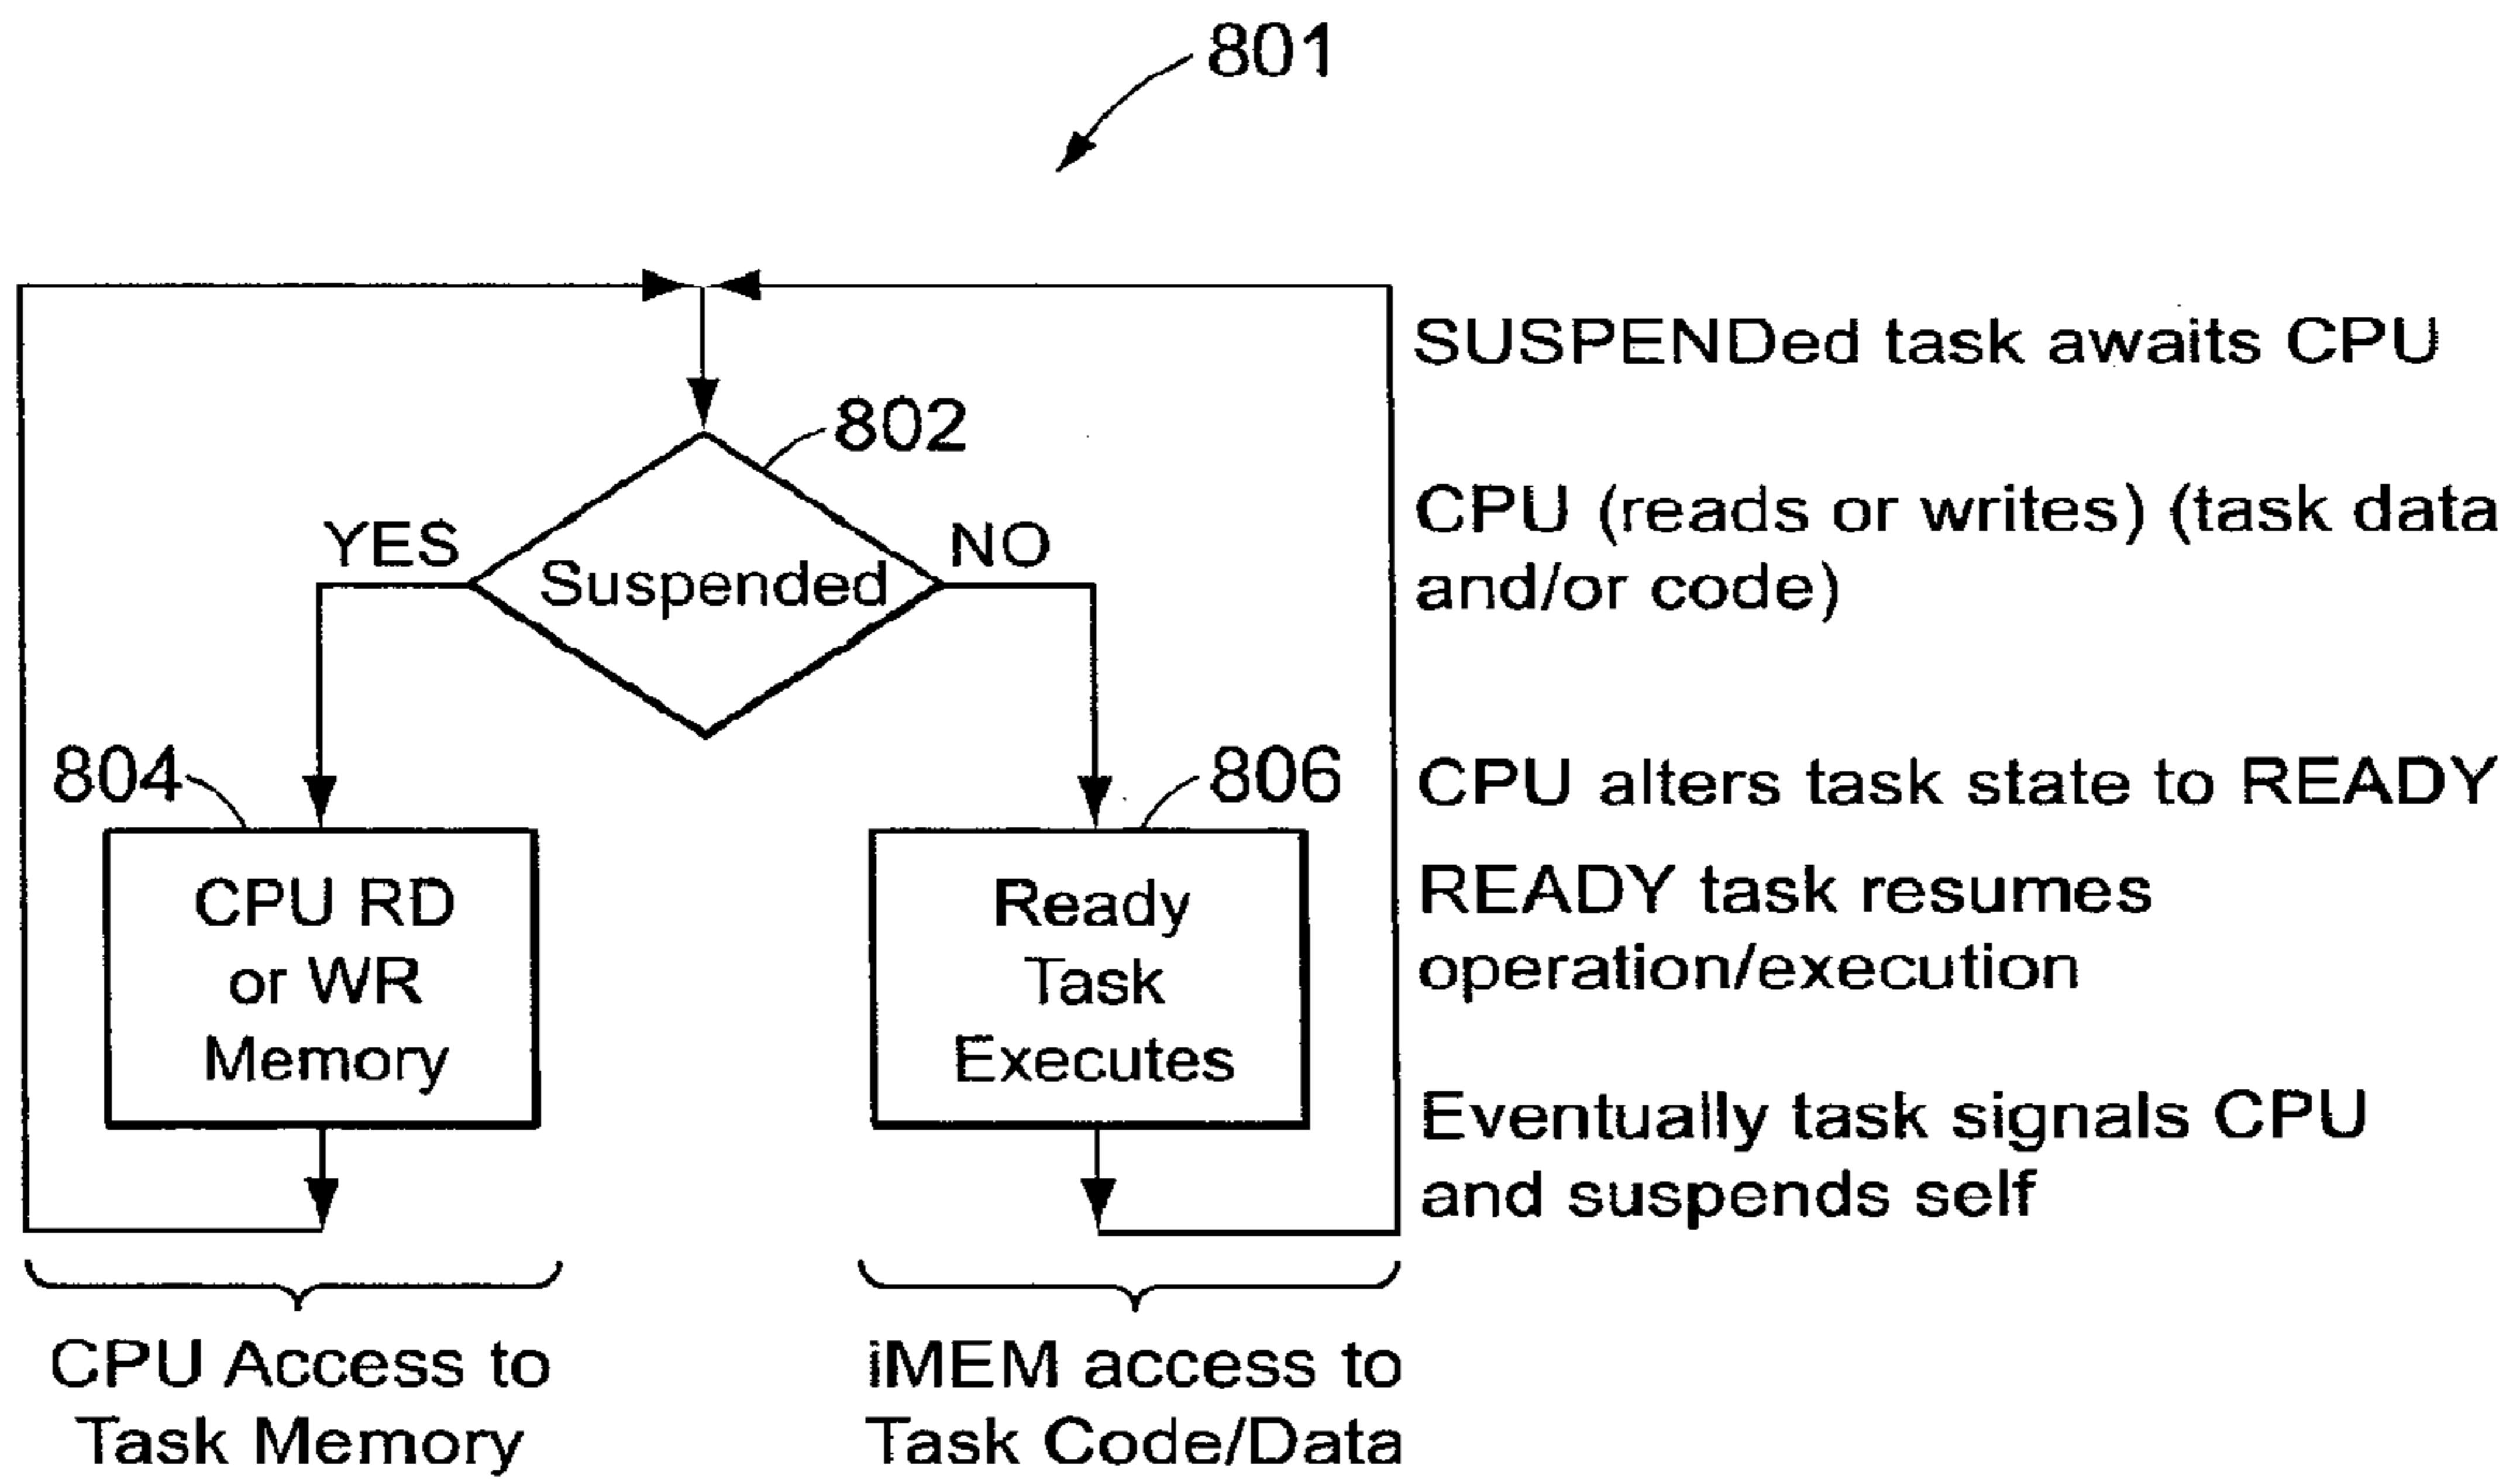 801
802
YES
NO
Suspended
804
806
CPU RD
or WR
Memory
Ready
Task
Executes
SUSPENDed task awaits CPU
CPU (reads or writes) (task data
and/or code)
CPU alters task state to READY
READY task resumes
operation/execution
Eventually task signals CPU
and suspends self
CPU Access to
Task Memory
iMEM access to
Task Code/Data